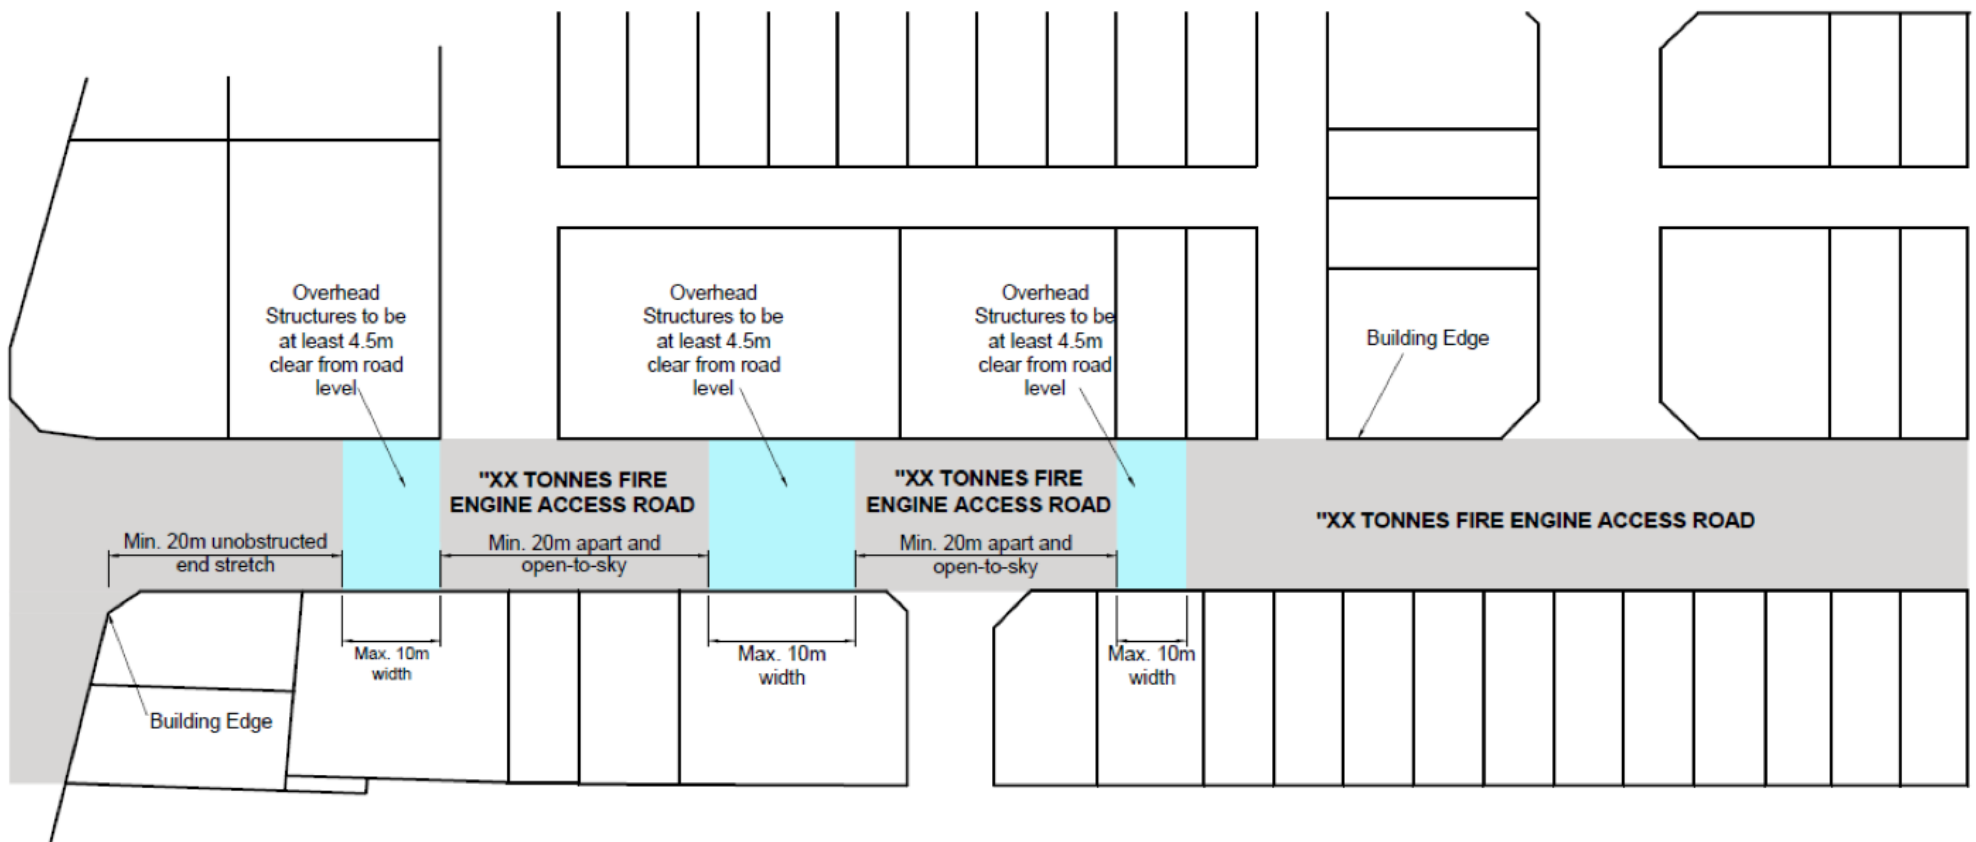 Overhead
Structures to be
at least 4.5m
clear from road
level
Overhead
Structures to be
at least 4.5m
clear from road
level
Overhead
Structures to be
at least 4.5m
clear from road
level
Building Edge
"XX TONNES FIRE
ENGINE ACCESS ROAD
"XX TONNES FIRE
ENGINE ACCESS ROAD
"XX TONNES FIRE ENGINE ACCESS ROAD
Min. 20m unobstructed
end stretch
Min. 20m apart and
open-to-sky
Min. 20m apart and
open-to-sky
Max. 10m
width
Max. 10m
width
Max. 10m
width
Building Edge